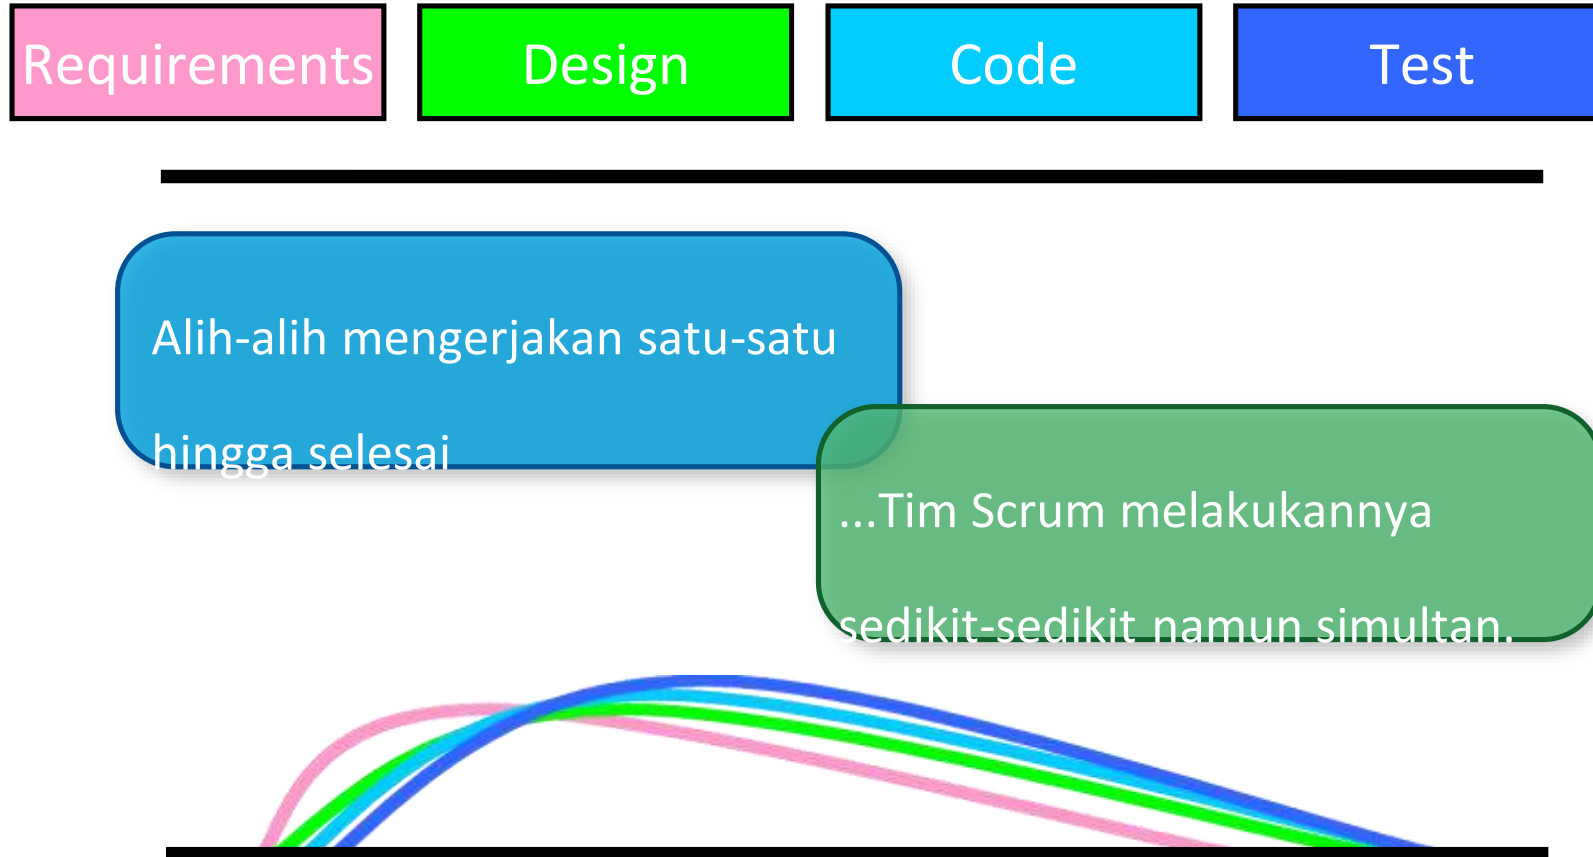 Requirements
Design
Code
Test
Alih-alih mengerjakan satu-satu
hingga selesai
...Tim Scrum melakukannya
sedikit-sedikit namun simultan.